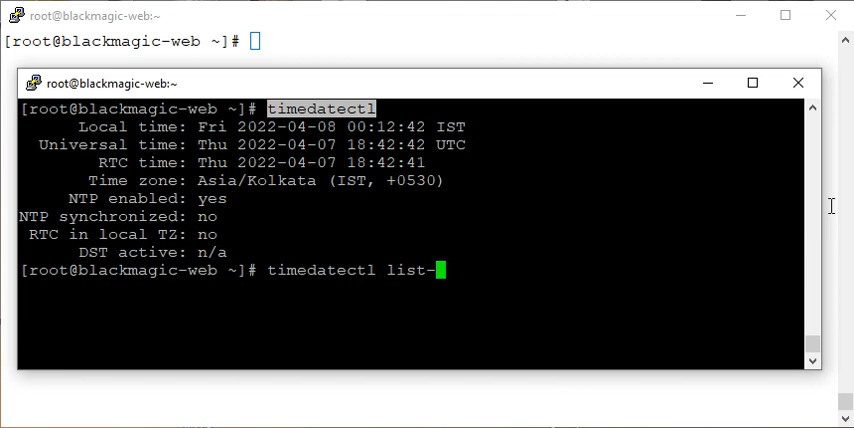 root@blackmagic-web:~
[root@blackmagic-web ~]#
root@blackmagic-web:~
[root@blackmagic-web ~]# timedatectl
Local time: Fri 2022-04-08 00:12:42 IST
Universal time: Thu 2022-04-07 18:42:42 UTC
RTC time: Thu 2022-04-07 18:42:41
Time zone: Asia/Kolkata (IST, +0530)
NTP enabled: yes
NTP synchronized: no
RTC in local TZ: no
DST active: n/a
[root@blackmagic-web ~]# timedatectl list-